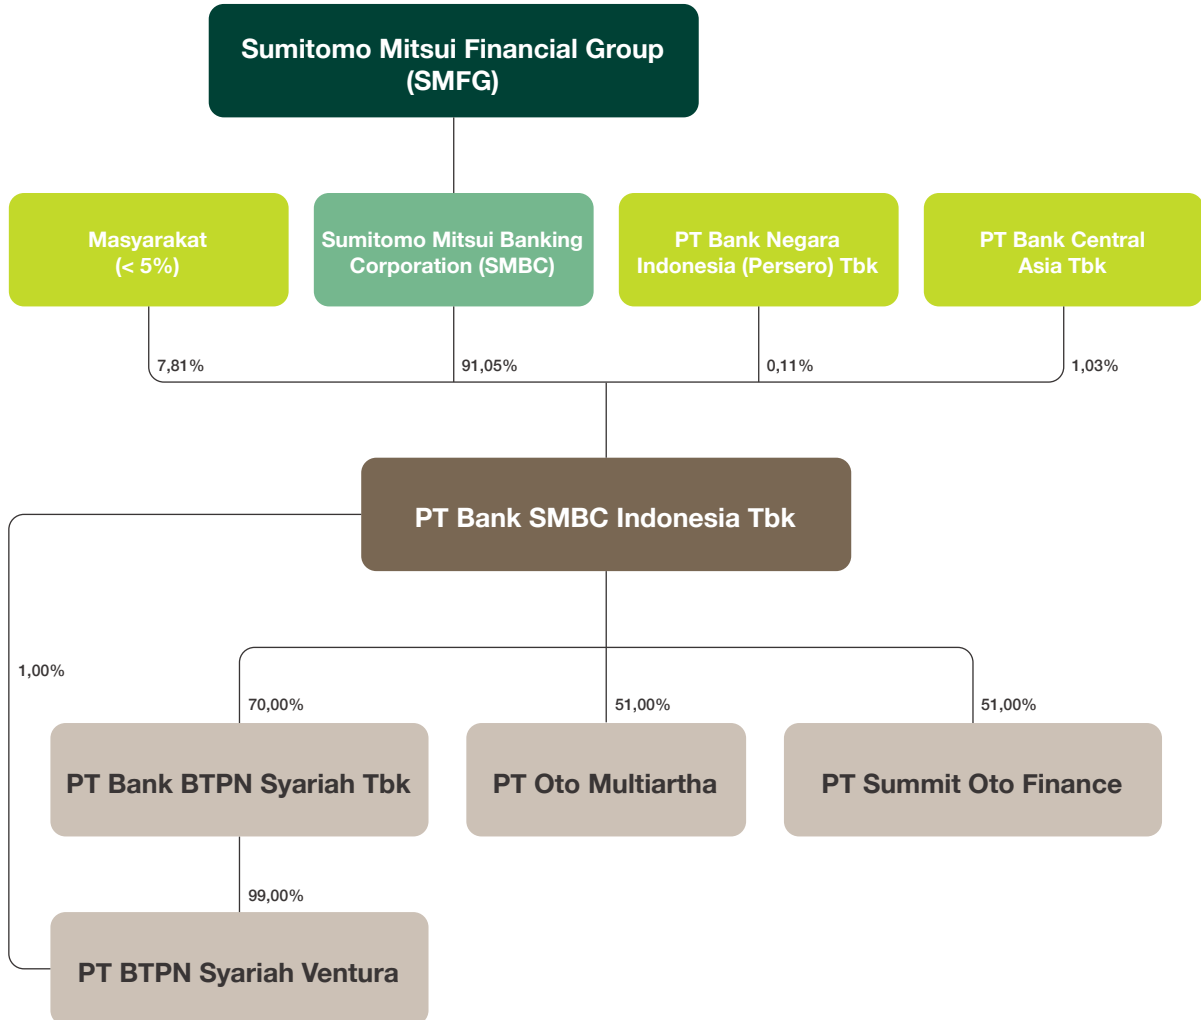 Sumitomo Mitsui Financial Group
(SMFG)
Masyarakat
(< 5%)
Sumitomo Mitsui Banking
Corporation (SMBC)
PT Bank Negara
Indonesia (Persero) Tbk
PT Bank Central
Asia Tbk
7,81%
91,05%
0,11%
1,03%
PT Bank SMBC Indonesia Tbk
1,00%
70,00%
51,00%
51,00%
PT Bank BTPN Syariah Tbk
PT Oto Multiartha
PT Summit Oto Finance
99,00%
PT BTPN Syariah Ventura